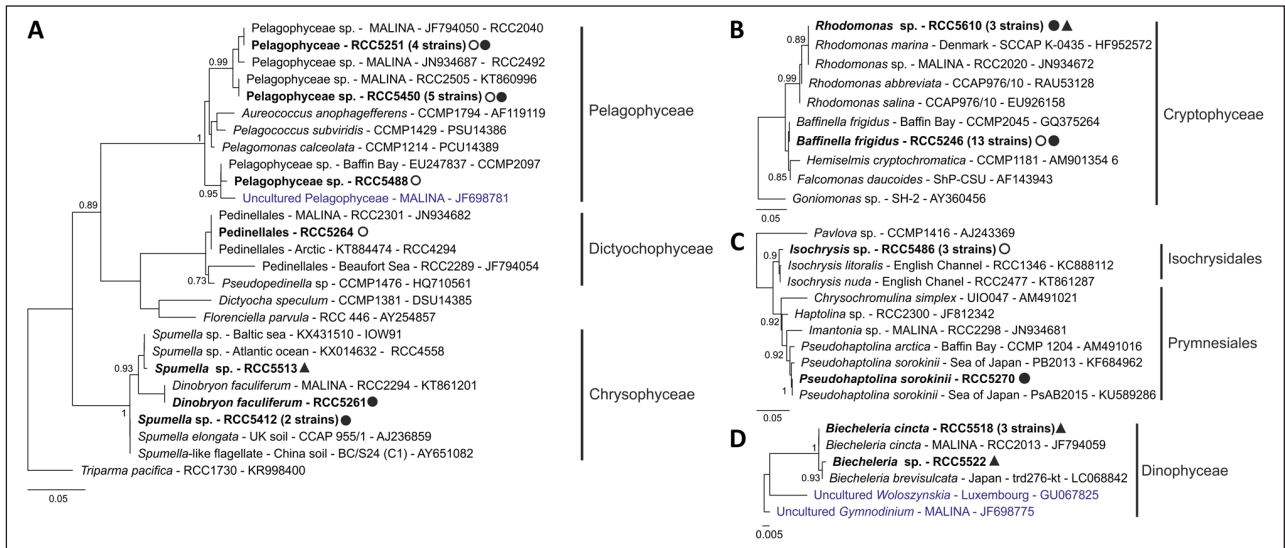 A
Pelagophyceae sp. - MALINA - JF794050 - RCC2040
Pelagophyceae - RCC5251 (4 strains)
Pelagophyceae sp. - MALINA - JN934687 - RCC2492
0.99
Pelagophyceae sp. - MALINA - RCC2505 - KT860996
Pelagophyceae sp. - RCC5450 (5 strains)
Aureococcus anophagefferens - CCMP1794 - AF119119
Pelagococcus subviridis - CCMP1429 - PSU14386
1
Pelagomonas calceolata - CCMP1214 - PCU14389
Pelagophyceae sp. - Baffin Bay - EU247837 - CCMP2097
Pelagophyceae sp. - RCC5488
0.95
Uncultured Pelagophyceae - MALINA - JF698781
Pelagophyceae
0.89
Pedinellales - MALINA - RCC2301 - JN934682
Pedinellales - RCC5264
Pedinellales - Arctic - KT884474 - RCC4294
Pedinellales - Beaufort Sea - RCC2289 - JF794054
0.73
Pseudopedinella sp - CCMP1476 - HQ710561
Dictyocha speculum - CCMP1381 - DSU14385
Florenciella parvula - RCC 446 - AY254857
Dictyochophyceae
Spumella sp. - Baltic sea - KX431510 - IOW91
Spumella sp. - Atlantic ocean - KX014632 - RCC4558
0.93
Spumella sp. - RCC5513
Dinobryon faculiferum - MALINA - RCC2294 - KT861201
Dinobryon faculiferum - RCC5261
1
Spumella sp. - RCC5412 (2 strains)
Spumella elongata - UK soil - CCAP 955/1 - AJ236859
Spumella-like flagellate - China soil - BC/S24 (C1) - AY651082
Chrysophyceae
Triparma pacifica - RCC1730 - KR998400
0.05
B
Rhodomonas sp. - RCC5610 (3 strains)
0.89
Rhodomonas marina - Denmark - SCCAP K-0435 - HF952572
Rhodomonas sp. - MALINA - RCC2020 - JN934672
0.99
Rhodomonas abbreviata - CCAP976/10 - RAU53128
Rhodomonas salina - CCAP976/10 - EU926158
Baffinella frigidus - Baffin Bay - CCMP2045 - GQ375264
Baffinella frigidus - RCC5246 (13 strains)
Hemiselmis cryptochromatica - CCMP1181 - AM901354 6
0.85
Falcomonas daucoides - ShP-CSU - AF143943
Goniomonas sp. - SH-2 - AY360456
Cryptophyceae
0.05
C
Pavlova sp. - CCMP1416 - AJ243369
Isochrysis sp. - RCC5486 (3 strains)
0.9
Isochrysis litoralis - English Channel - RCC1346 - KC888112
Isochrysis nuda - English Chanel - RCC2477 - KT861287
Isochrysidales
Chrysochromulina simplex - UIO047 - AM491021
Haptolina sp. - RCC2300 - JF812342
0.92
Imantonia sp. - MALINA - RCC2298 - JN934681
Pseudohaptolina arctica - Baffin Bay - CCMP 1204 - AM491016
0.92
Pseudohaptolina sorokinii - Sea of Japan - PB2013 - KF684962
Pseudohaptolina sorokinii - RCC5270
1
Pseudohaptolina sorokinii - Sea of Japan - PsAB2015 - KU589286
Prymnesiales
0.05
D
Biecheleria cincta - RCC5518 (3 strains)
1
Biecheleria cincta - MALINA - RCC2013 - JF794059
Biecheleria sp. - RCC5522
0.93
Biecheleria brevisulcata - Japan - trd276-kt - LC068842
Uncultured Woloszynskia - Luxembourg - GU067825
Uncultured Gymnodinium - MALINA - JF698775
Dinophyceae
0.005